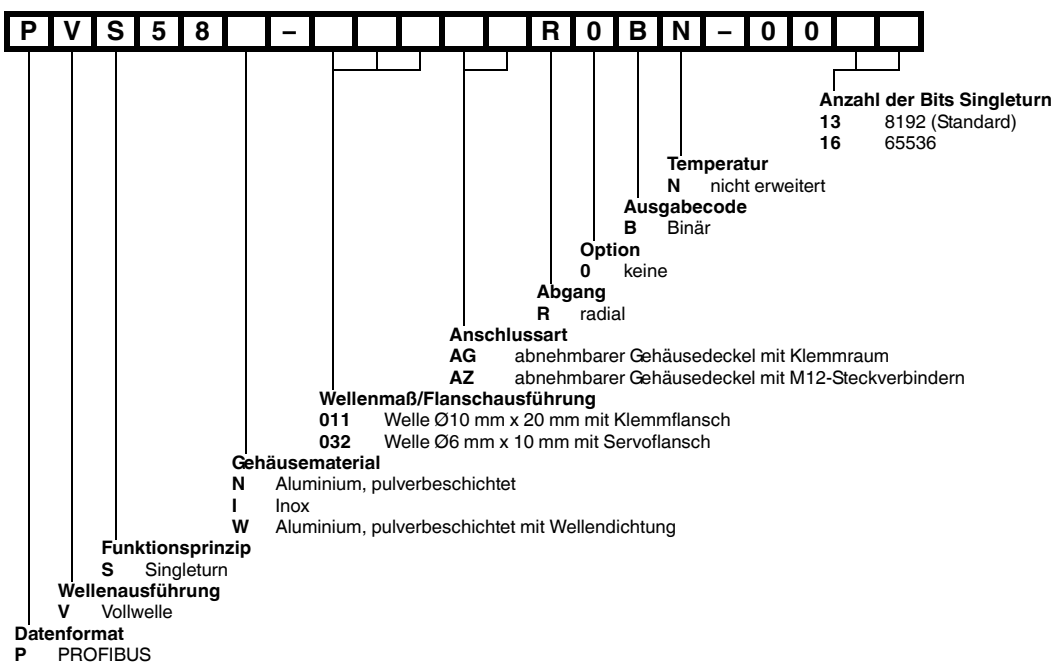 P V S 5 8 – R 0 B N – 0 0
Anzahl der Bits Singleturn
13 8192 (Standard)
16 65536
Temperatur
N nicht erweitert
Ausgabecode
B Binär
Option
0 keine
Abgang
R radial
Anschlussart
AG abnehmbarer Gehäusedeckel mit Klemmraum
AZ abnehmbarer Gehäusedeckel mit M12-Steckverbindern
Wellenmaß/Flanschausführung
011 Welle Ø10 mm x 20 mm mit Klemmflansch
032 Welle Ø6 mm x 10 mm mit Servoflansch
Gehäusematerial
N Aluminium, pulverbeschichtet
I Inox
W Aluminium, pulverbeschichtet mit Wellendichtung
Funktionsprinzip
S Singleturn
Wellenausführung
V Vollwelle
Datenformat
P PROFIBUS